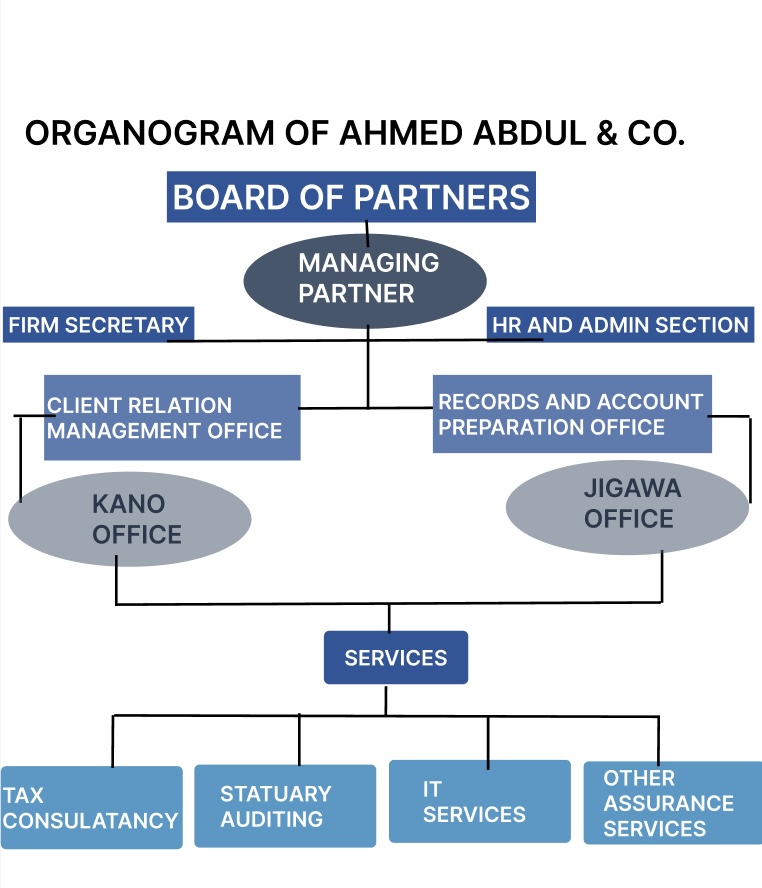 ORGANOGRAM OF AHMED ABDUL & CO.
BOARD OF PARTNERS
MANAGING
PARTNER
FIRM SECRETARY
HR AND ADMIN SECTION
CLIENT RELATION
MANAGEMENT OFFICE
RECORDS AND ACCOUNT
PREPARATION OFFICE
KANO
OFFICE
JIGAWA
OFFICE
SERVICES
TAX
CONSULATANCY
STATUARY
AUDITING
IT
SERVICES
OTHER
ASSURANCE
SERVICES